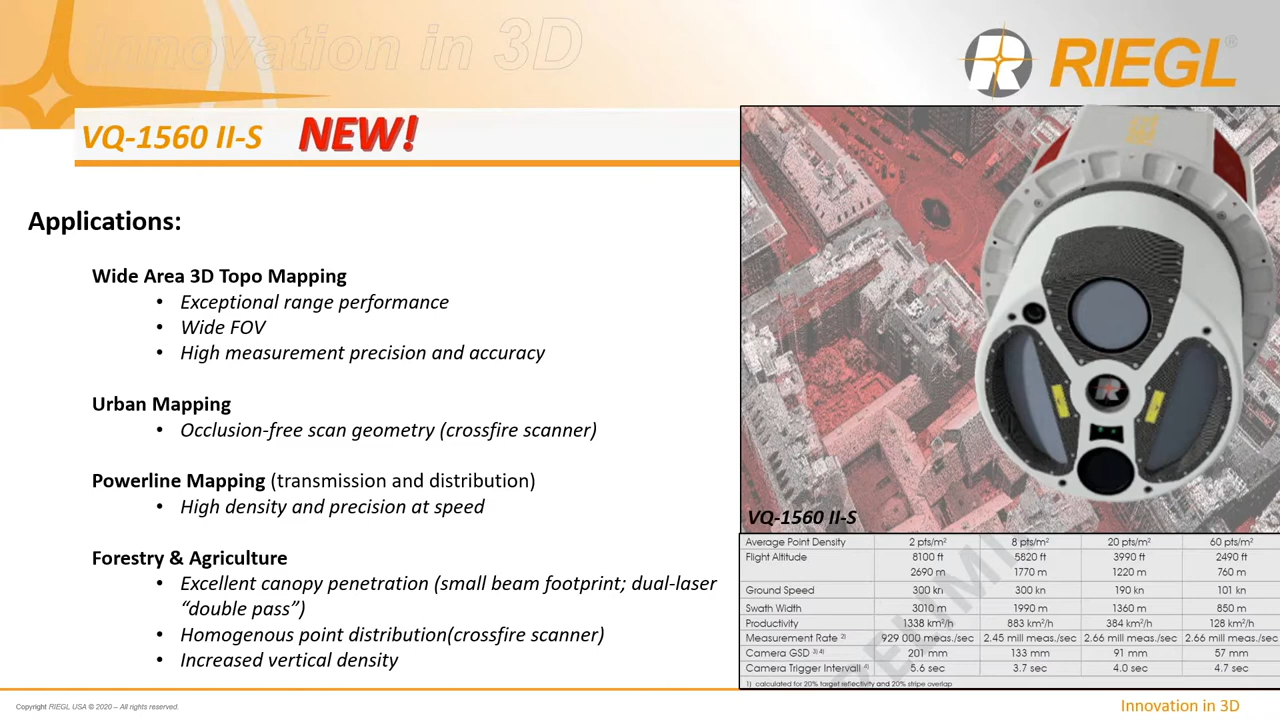 Innovation in 3D
RIEGL®
VQ-1560 II-S NEW!
Applications:
Wide Area 3D Topo Mapping
• Exceptional range performance
• Wide FOV
• High measurement precision and accuracy
Urban Mapping
• Occlusion-free scan geometry (crossfire scanner)
Powerline Mapping (transmission and distribution)
• High density and precision at speed
Forestry & Agriculture
• Excellent canopy penetration (small beam footprint; dual-laser
“double pass”)
• Homogenous point distribution(crossfire scanner)
• Increased vertical density
VQ-1560 II-S
Average Point Density 2 pts/m² 8 pts/m² 20 pts/m² 60 pts/m²
Flight Altitude 8100 ft 5820 ft 3990 ft 2490 ft
2690 m 1770 m 1220 m 760 m
Ground Speed 300 kn 300 kn 190 kn 101 kn
Swath Width 3010 m 1990 m 1360 m 850 m
Productivity 1338 km²/h 883 km²/h 384 km²/h 128 km²/h
Measurement Rate 2) 929 000 meas./sec 2.45 mill meas./sec 2.66 mill meas./sec 2.66 mill meas./sec
Camera GSD 3) 4) 201 mm 133 mm 91 mm 57 mm
Camera Trigger Intervall 4) 5.6 sec 3.7 sec 4.0 sec 4.7 sec
1) calculated for 20% target reflectivity and 20% stripe overlap
Copyright RIEGL USA © 2020 – All rights reserved.
Innovation in 3D